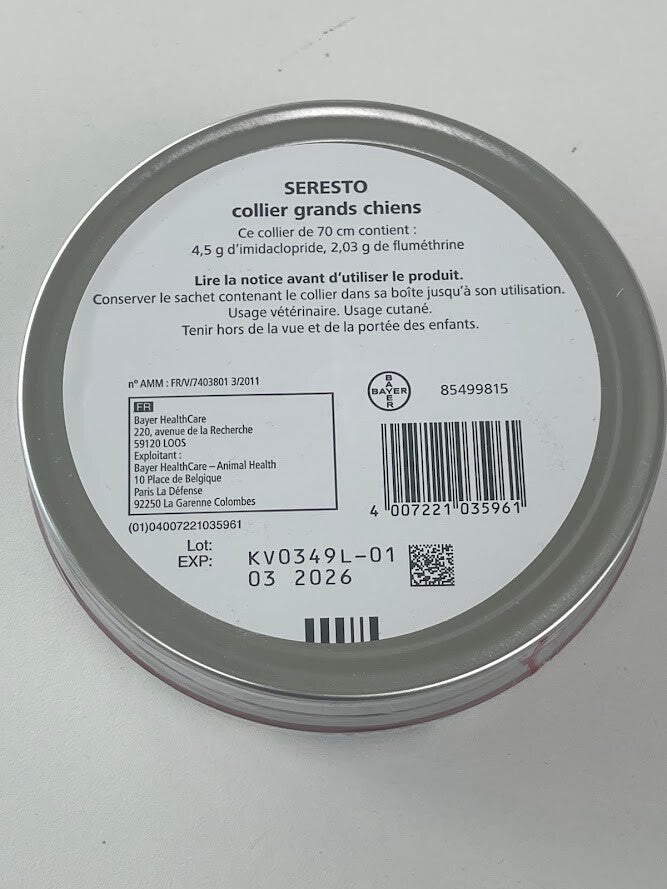 SERESTO
collier grands chiens
Ce collier de 70 cm contient :
4,5 g d'imidaclopride, 2,03 g de fluméthrine
Lire la notice avant d'utiliser le produit.
Conserver le sachet contenant le collier dans sa boîte jusqu'à son utilisation.
Usage vétérinaire. Usage cutané.
Tenir hors de la vue et de la portée des enfants.
n° AMM : FR/V/7403801 3/2011
FR
Bayer HealthCare
220, avenue de la Recherche
59120 LOOS
Exploitant :
Bayer HealthCare – Animal Health
10 Place de Belgique
Paris La Défense
92250 La Garenne Colombes
(01)04007221035961
BAYER
BAYER
85499815
4 007221 035961
Lot: KV0349L-01
EXP: 03 2026